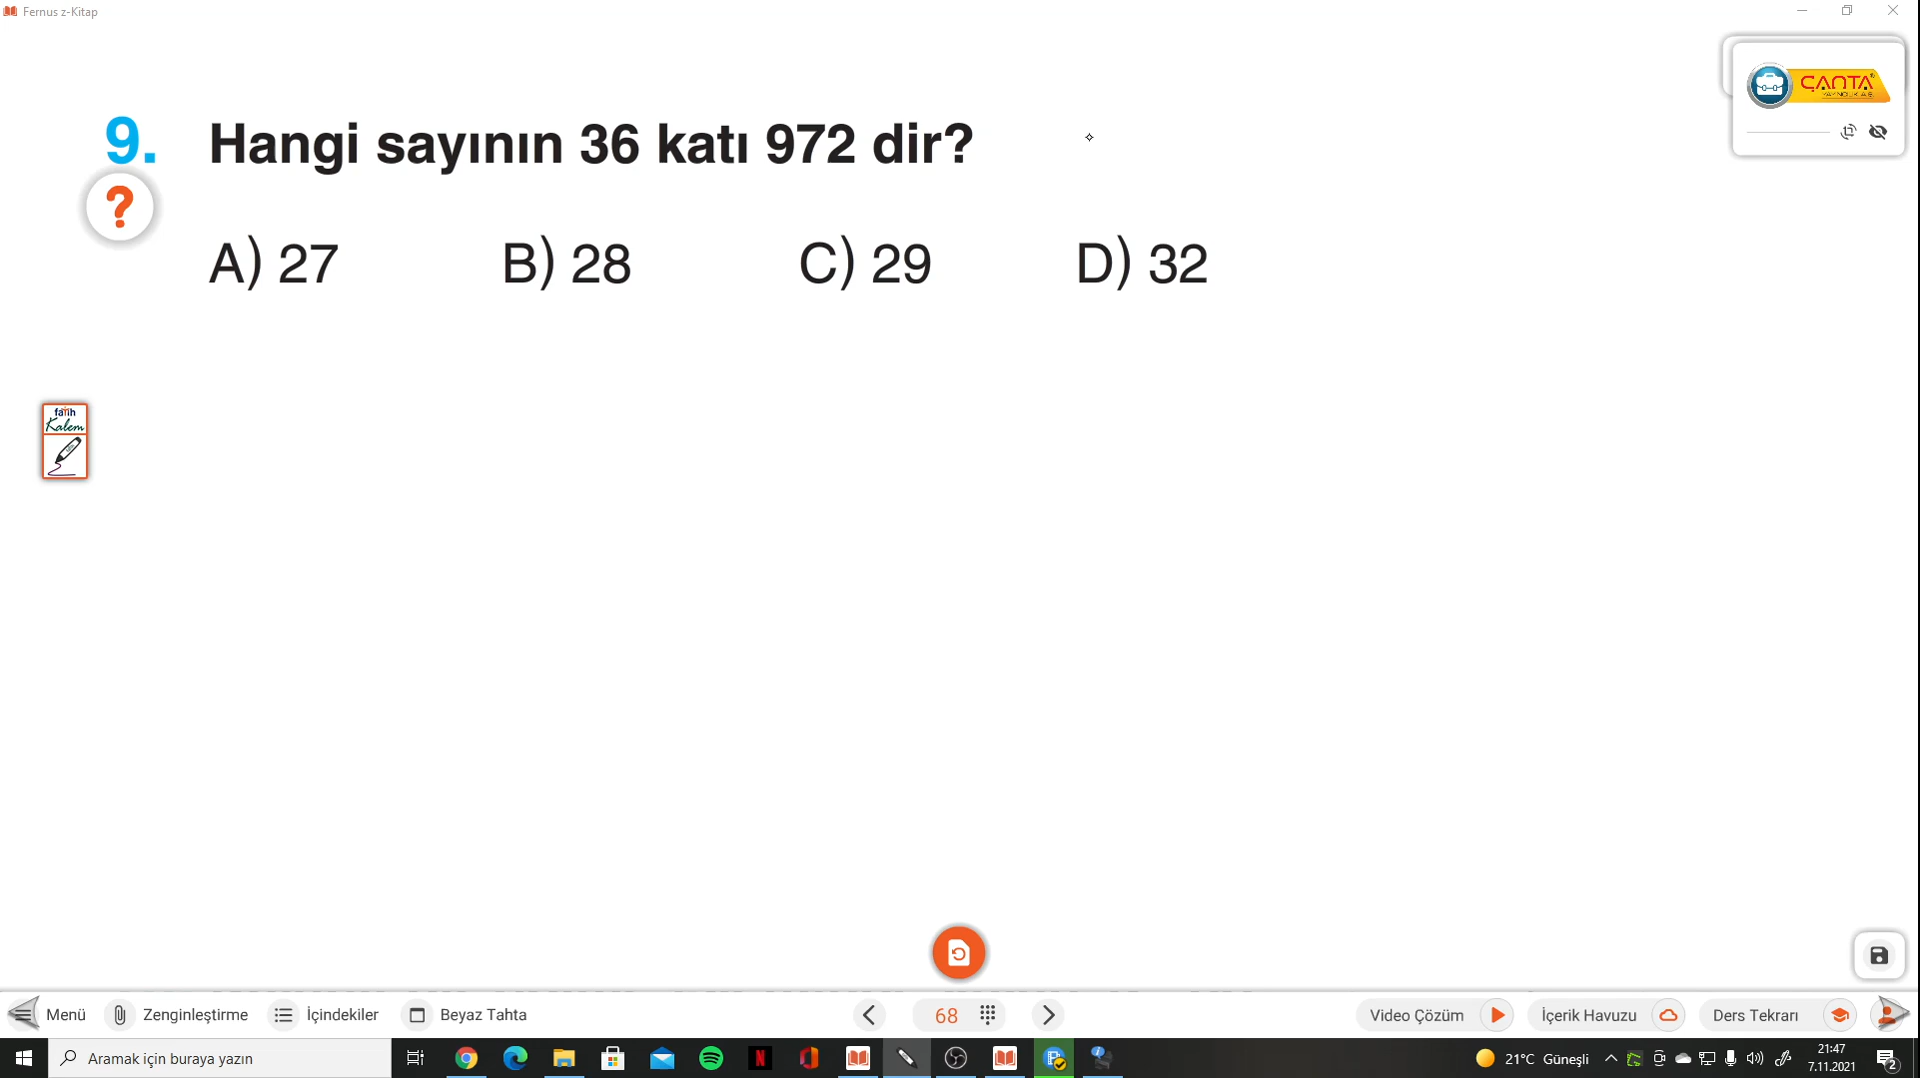 Fernus z-Kitap
ÇANTA
YAYINCILIK A.Ş.
9. Hangi sayının 36 katı 972 dir?
?
A) 27 B) 28 C) 29 D) 32
fatih
Kalem
Menü Zenginleştirme İçindekiler Beyaz Tahta 68 Video Çözüm İçerik Havuzu Ders Tekrarı
Aramak için buraya yazın 21°C Güneşli 21:47
7.11.2021 2